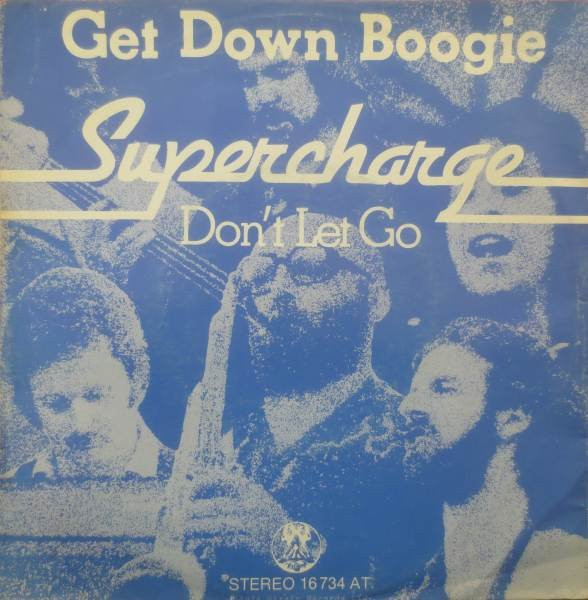 Get Down Boogie
Supercharge
Don't Let Go
STEREO 16 734 AT